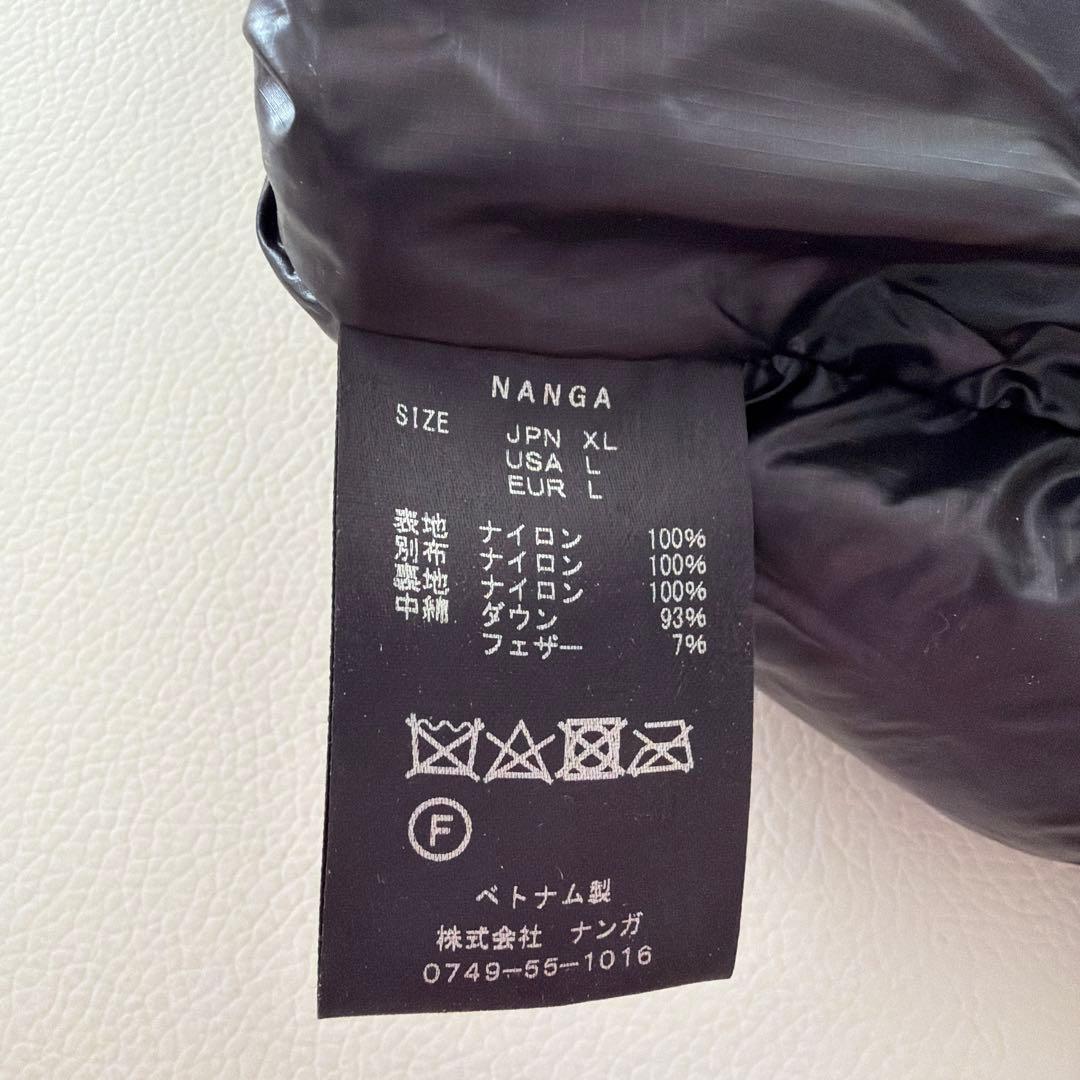 NANGA
SIZE JPN XL
USA L
EUR L
表地 ナイロン 100%
別布 ナイロン 100%
裏地 ナイロン 100%
中綿 ダウン 93%
フェザー 7%
F
ベトナム製
株式会社 ナンガ
0749-55-1016